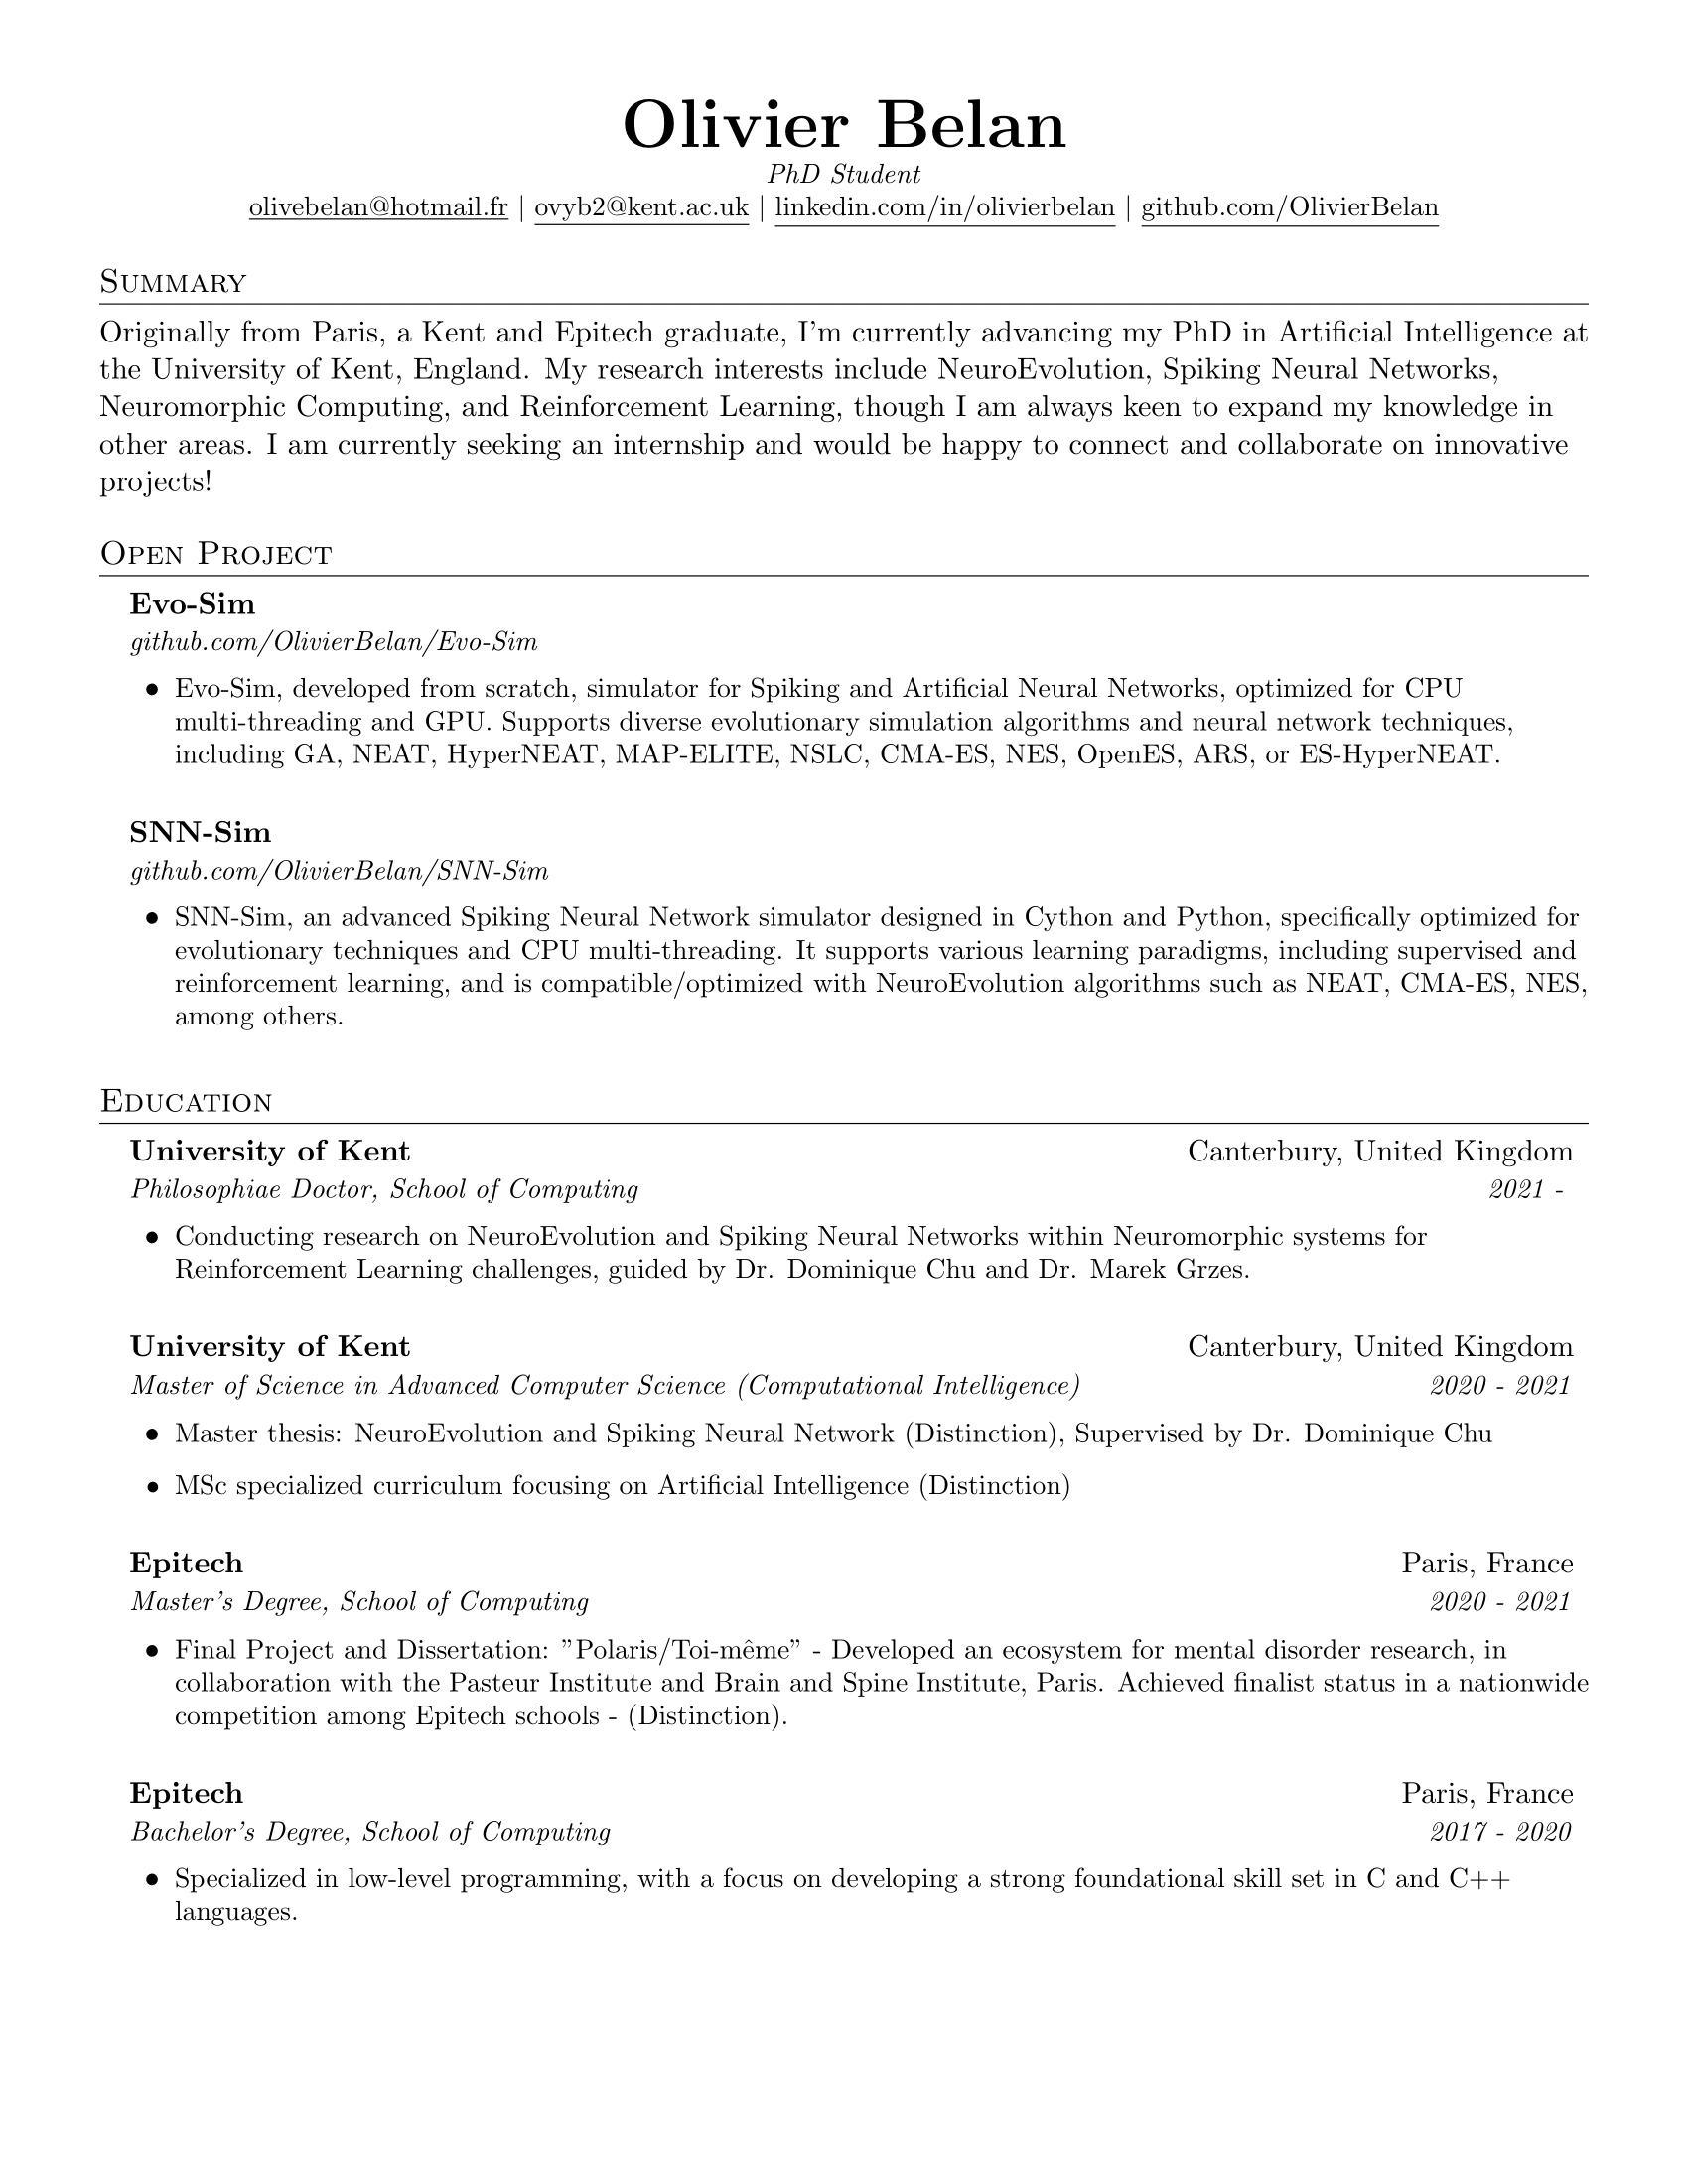 Olivier Belan
PhD Student
olivebelan@hotmail.fr | ovyb2@kent.ac.uk | linkedin.com/in/olivierbelan | github.com/OlivierBelan
Summary
Originally from Paris, a Kent and Epitech graduate, I'm currently advancing my PhD in Artificial Intelligence at
the University of Kent, England. My research interests include NeuroEvolution, Spiking Neural Networks,
Neuromorphic Computing, and Reinforcement Learning, though I am always keen to expand my knowledge in
other areas. I am currently seeking an internship and would be happy to connect and collaborate on innovative
projects!
Open Project
Evo-Sim
github.com/OlivierBelan/Evo-Sim
• Evo-Sim, developed from scratch, simulator for Spiking and Artificial Neural Networks, optimized for CPU
multi-threading and GPU. Supports diverse evolutionary simulation algorithms and neural network techniques,
including GA, NEAT, HyperNEAT, MAP-ELITE, NSLC, CMA-ES, NES, OpenES, ARS, or ES-HyperNEAT.
SNN-Sim
github.com/OlivierBelan/SNN-Sim
• SNN-Sim, an advanced Spiking Neural Network simulator designed in Cython and Python, specifically optimized for
evolutionary techniques and CPU multi-threading. It supports various learning paradigms, including supervised and
reinforcement learning, and is compatible/optimized with NeuroEvolution algorithms such as NEAT, CMA-ES, NES,
among others.
Education
University of Kent Canterbury, United Kingdom
Philosophiae Doctor, School of Computing 2021 -
• Conducting research on NeuroEvolution and Spiking Neural Networks within Neuromorphic systems for
Reinforcement Learning challenges, guided by Dr. Dominique Chu and Dr. Marek Grzes.
University of Kent Canterbury, United Kingdom
Master of Science in Advanced Computer Science (Computational Intelligence) 2020 - 2021
• Master thesis: NeuroEvolution and Spiking Neural Network (Distinction), Supervised by Dr. Dominique Chu
• MSc specialized curriculum focusing on Artificial Intelligence (Distinction)
Epitech Paris, France
Master's Degree, School of Computing 2020 - 2021
• Final Project and Dissertation: "Polaris/Toi-même" - Developed an ecosystem for mental disorder research, in
collaboration with the Pasteur Institute and Brain and Spine Institute, Paris. Achieved finalist status in a nationwide
competition among Epitech schools - (Distinction).
Epitech Paris, France
Bachelor's Degree, School of Computing 2017 - 2020
• Specialized in low-level programming, with a focus on developing a strong foundational skill set in C and C++
languages.